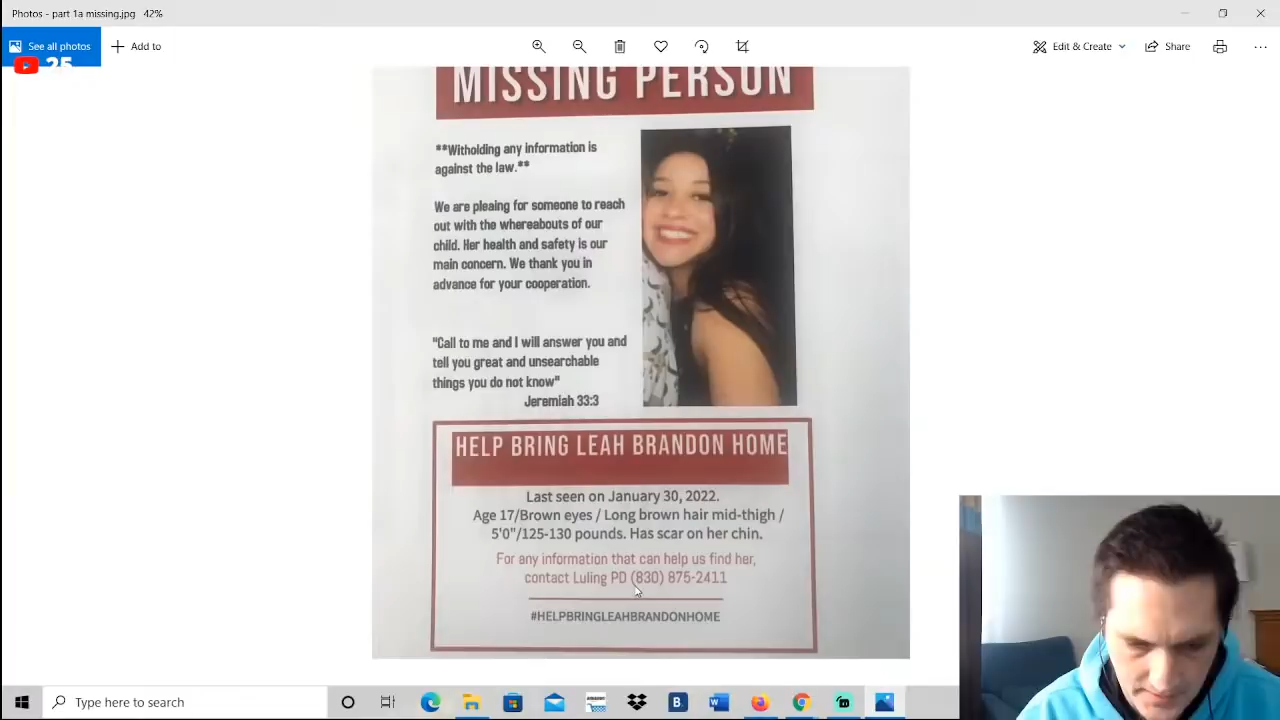 Photos - part 1a missing.jpg 42%
See all photos
Add to
Edit & Create
Share
25
MISSING PERSON
**Witholding any information is
against the law.**
We are pleaing for someone to reach
out with the whereabouts of our
child. Her health and safety is our
main concern. We thank you in
advance for your cooperation.
"Call to me and I will answer you and
tell you great and unsearchable
things you do not know"
Jeremiah 33:3
HELP BRING LEAH BRANDON HOME
Last seen on January 30, 2022.
Age 17/Brown eyes / Long brown hair mid-thigh /
5'0"/125-130 pounds. Has scar on her chin.
For any information that can help us find her,
contact Luling PD (830) 875-2411
#HELPBRINGLEAHBRANDONHOME
Type here to search
amazon
B.
W